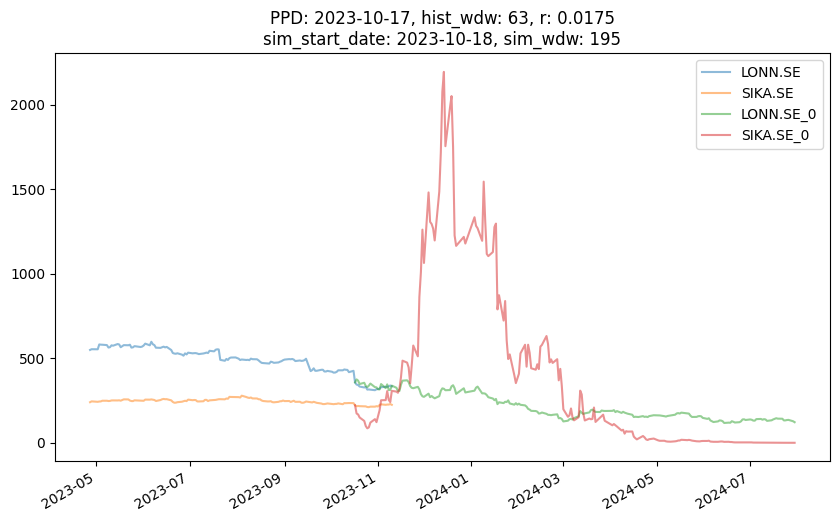 PPD: 2023-10-17, hist_wdw: 63, r: 0.0175
sim_start_date: 2023-10-18, sim_wdw: 195
LONN.SE
SIKA.SE
LONN.SE_0
SIKA.SE_0
2000
1500
1000
500
0
2023-05
2023-07
2023-09
2023-11
2024-01
2024-03
2024-05
2024-07